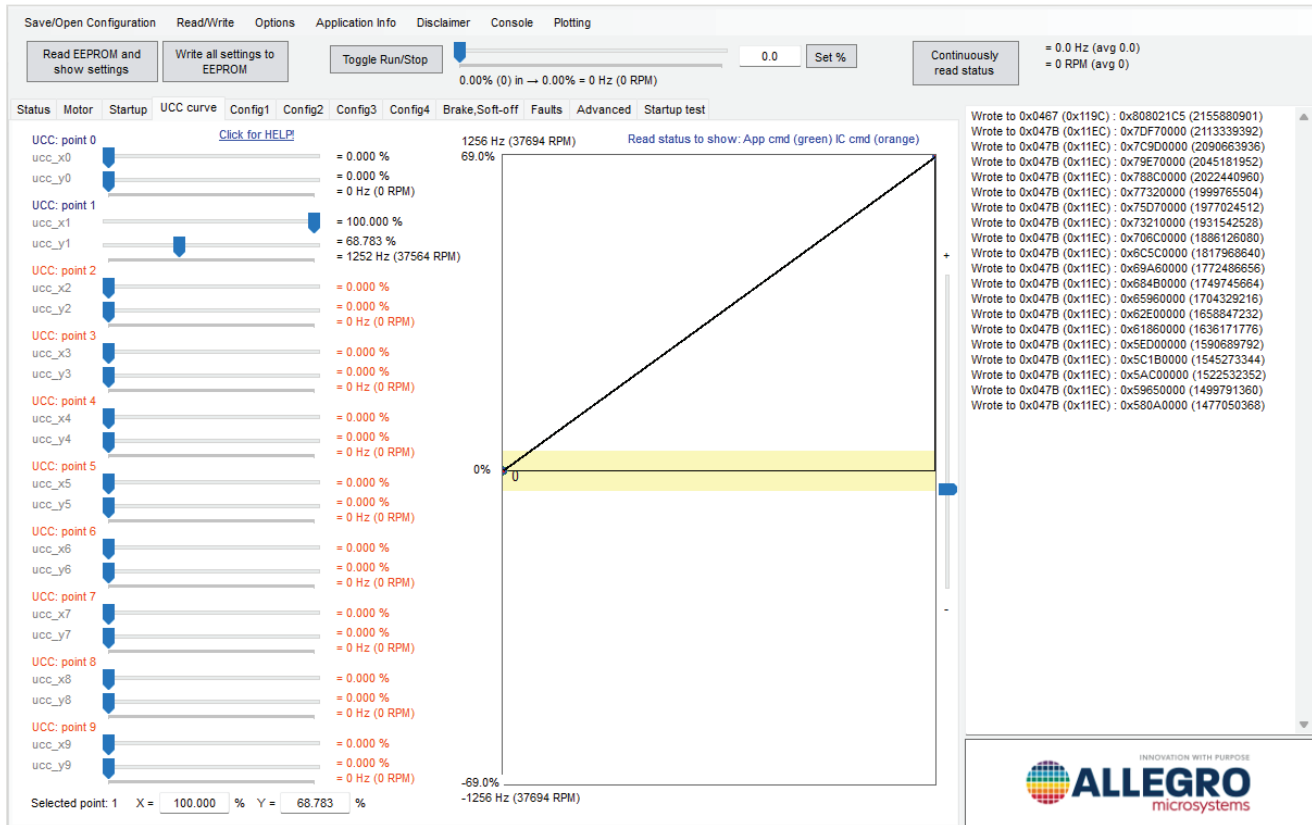 Save/Open Configuration Read/Write Options Application Info Disclaimer Console Plotting
Read EEPROM and show settings
Write all settings to EEPROM
Toggle Run/Stop
0.0
Set %
Continuously read status
= 0.0 Hz (avg 0.0)
= 0 RPM (avg 0)
0.00% (0) in → 0.00% = 0 Hz (0 RPM)
Status Motor Startup UCC curve Config1 Config2 Config3 Config4 Brake,Soft-off Faults Advanced Startup test
UCC: point 0
Click for HELP!
ucc_x0 = 0.000 %
ucc_y0 = 0.000 %
= 0 Hz (0 RPM)
UCC: point 1
ucc_x1 = 100.000 %
ucc_y1 = 68.783 %
= 1252 Hz (37564 RPM)
UCC: point 2
ucc_x2 = 0.000 %
ucc_y2 = 0.000 %
= 0 Hz (0 RPM)
UCC: point 3
ucc_x3 = 0.000 %
ucc_y3 = 0.000 %
= 0 Hz (0 RPM)
UCC: point 4
ucc_x4 = 0.000 %
ucc_y4 = 0.000 %
= 0 Hz (0 RPM)
UCC: point 5
ucc_x5 = 0.000 %
ucc_y5 = 0.000 %
= 0 Hz (0 RPM)
UCC: point 6
ucc_x6 = 0.000 %
ucc_y6 = 0.000 %
= 0 Hz (0 RPM)
UCC: point 7
ucc_x7 = 0.000 %
ucc_y7 = 0.000 %
= 0 Hz (0 RPM)
UCC: point 8
ucc_x8 = 0.000 %
ucc_y8 = 0.000 %
= 0 Hz (0 RPM)
UCC: point 9
ucc_x9 = 0.000 %
ucc_y9 = 0.000 %
= 0 Hz (0 RPM)
Selected point: 1 X = 100.000 % Y = 68.783 %
1256 Hz (37694 RPM)
Read status to show: App cmd (green) IC cmd (orange)
69.0%
0%
0
-69.0%
-1256 Hz (37694 RPM)
+
-
Wrote to 0x0467 (0x119C) : 0x808021C5 (2155880901)
Wrote to 0x047B (0x11EC) : 0x7DF70000 (2113339392)
Wrote to 0x047B (0x11EC) : 0x7C9D0000 (2090663936)
Wrote to 0x047B (0x11EC) : 0x79E70000 (2045181952)
Wrote to 0x047B (0x11EC) : 0x788C0000 (2022440960)
Wrote to 0x047B (0x11EC) : 0x77320000 (1999765504)
Wrote to 0x047B (0x11EC) : 0x75D70000 (1977024512)
Wrote to 0x047B (0x11EC) : 0x73210000 (1931542528)
Wrote to 0x047B (0x11EC) : 0x706C0000 (1886126080)
Wrote to 0x047B (0x11EC) : 0x6C5C0000 (1817968640)
Wrote to 0x047B (0x11EC) : 0x69A60000 (1772486656)
Wrote to 0x047B (0x11EC) : 0x684B0000 (1749745664)
Wrote to 0x047B (0x11EC) : 0x65960000 (1704329216)
Wrote to 0x047B (0x11EC) : 0x62E00000 (1658847232)
Wrote to 0x047B (0x11EC) : 0x61860000 (1636171776)
Wrote to 0x047B (0x11EC) : 0x5ED00000 (1590689792)
Wrote to 0x047B (0x11EC) : 0x5C1B0000 (1545273344)
Wrote to 0x047B (0x11EC) : 0x5AC00000 (1522532352)
Wrote to 0x047B (0x11EC) : 0x59650000 (1499791360)
Wrote to 0x047B (0x11EC) : 0x580A0000 (1477050368)
INNOVATION WITH PURPOSE
ALLEGRO
microsystems